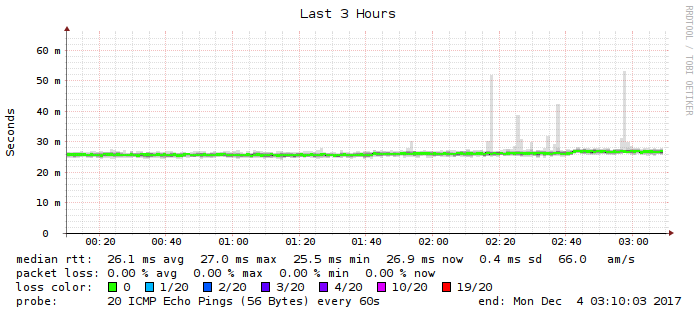 Last 3 Hours
RRDTOOL / TOBI OETIKER
Seconds
60 m
50 m
40 m
30 m
20 m
10 m
0
00:20 00:40 01:00 01:20 01:40 02:00 02:20 02:40 03:00
median rtt: 26.1 ms avg 27.0 ms max 25.5 ms min 26.9 ms now 0.4 ms sd 66.0 am/s
packet loss: 0.00 % avg 0.00 % max 0.00 % min 0.00 % now
loss color: 0 1/20 2/20 3/20 4/20 10/20 19/20
probe: 20 ICMP Echo Pings (56 Bytes) every 60s end: Mon Dec 4 03:10:03 2017